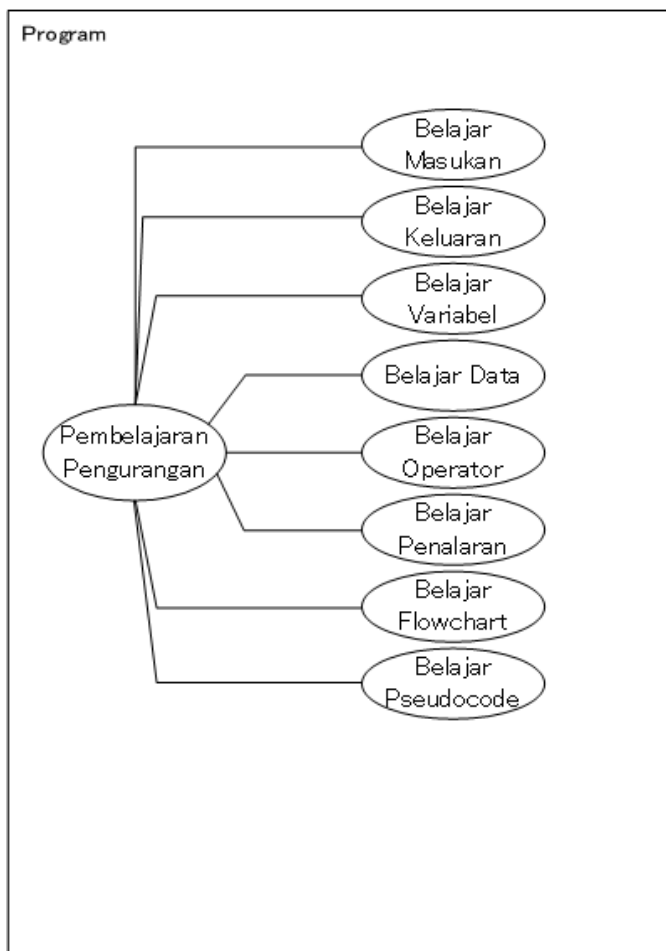 Program
Belajar
Masukan
Belajar
Keluaran
Belajar
Variabel
Belajar Data
Pembelajaran
Pengurangan
Belajar
Operator
Belajar
Penalaran
Belajar
Flowchart
Belajar
Pseudocode